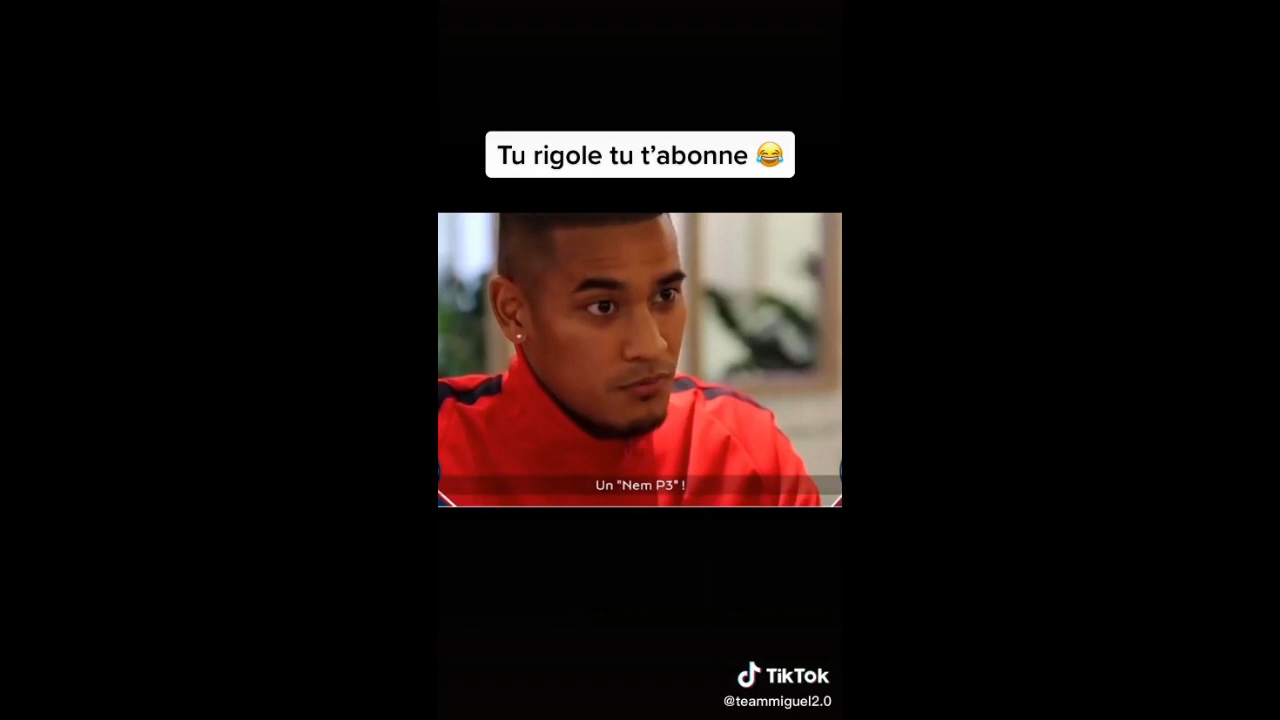 Tu rigole tu t’abonne 😂
Un "Nem P3" !
TikTok
@teammiguel2.0